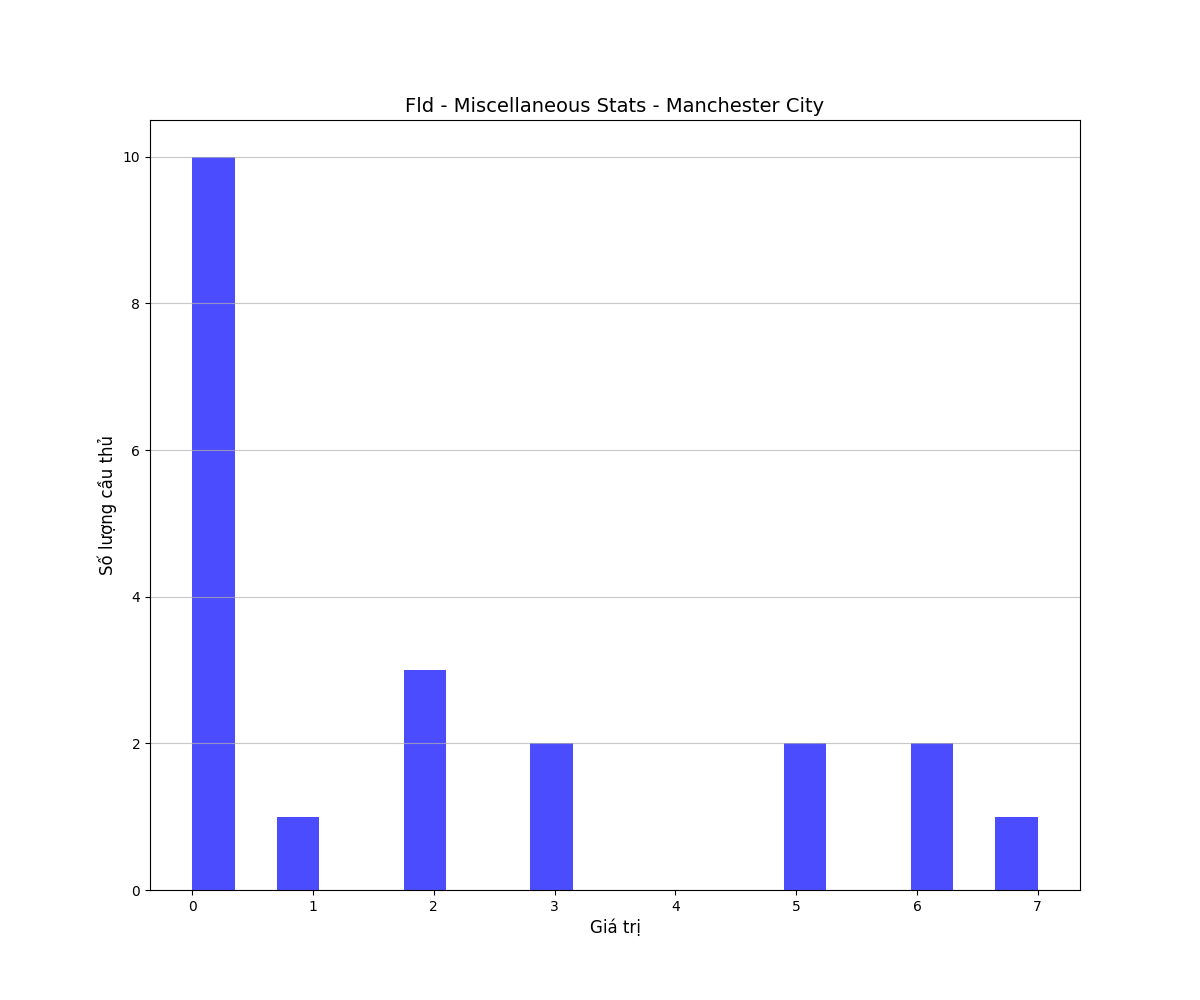 Fld - Miscellaneous Stats - Manchester City
10
8
6
4
2
0
Số lượng cầu thủ
0 1 2 3 4 5 6 7
Giá trị